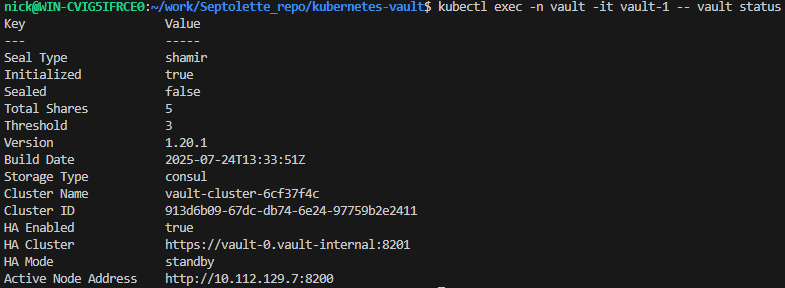 nick@WIN-CVIG5IFRCE0:~/work/Septolette_repo/kubernetes-vault$ kubectl exec -n vault -it vault-1 -- vault status
Key                Value
---                -----
Seal Type          shamir
Initialized        true
Sealed             false
Total Shares       5
Threshold          3
Version            1.20.1
Build Date         2025-07-24T13:33:51Z
Storage Type       consul
Cluster Name       vault-cluster-6cf37f4c
Cluster ID         913d6b09-67dc-db74-6e24-97759b2e2411
HA Enabled         true
HA Cluster         https://vault-0.vault-internal:8201
HA Mode            standby
Active Node Address    http://10.112.129.7:8200